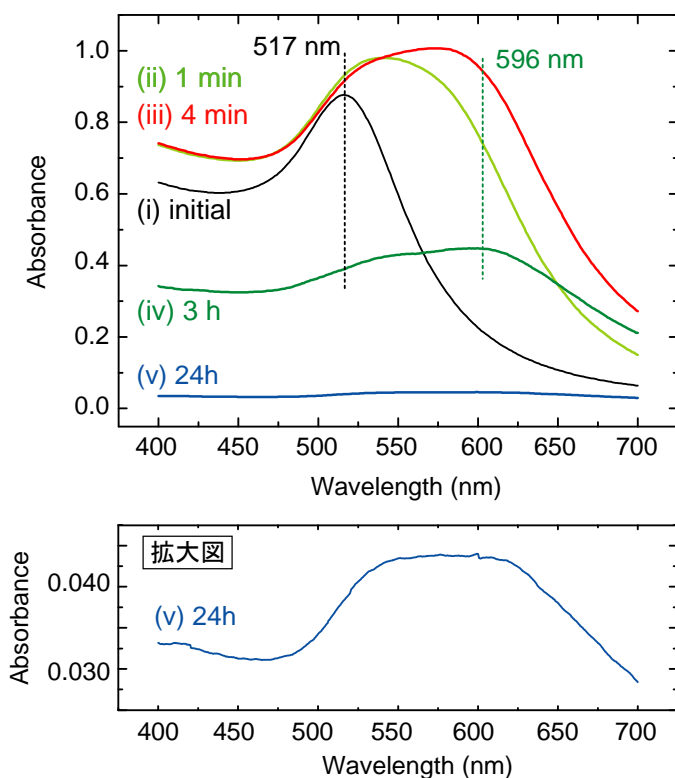 1.0
0.8
0.6
0.4
0.2
0.0
Absorbance
517 nm
596 nm
(ii) 1 min
(iii) 4 min
(i) initial
(iv) 3 h
(v) 24h
400 450 500 550 600 650 700
Wavelength (nm)
拡大図
(v) 24h
0.040
0.030
Absorbance
400 450 500 550 600 650 700
Wavelength (nm)